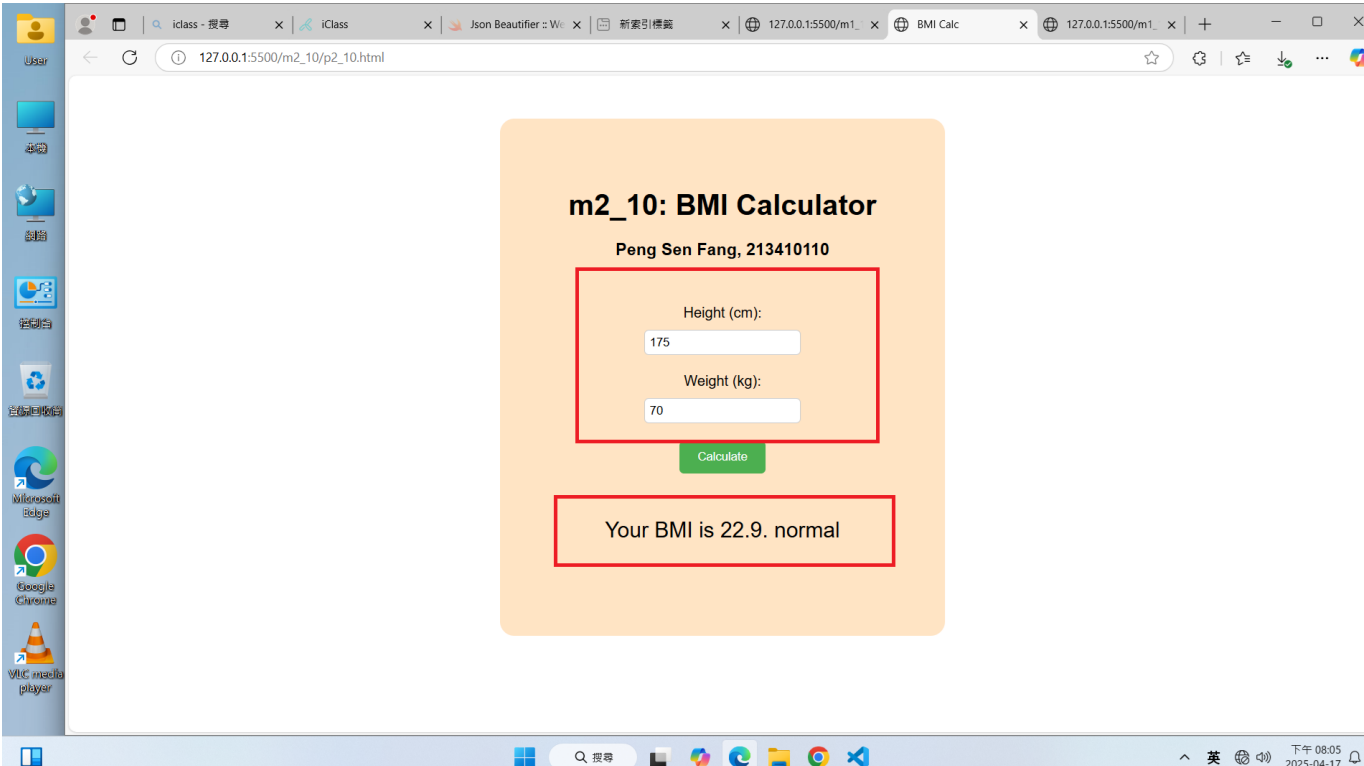 iclass - 搜尋
iClass
Json Beautifier :: We
新索引標籤
127.0.0.1:5500/m1_
BMI Calc
127.0.0.1:5500/m1_
User
127.0.0.1:5500/m2_10/p2_10.html
本機
網路
控制台
資源回收筒
Microsoft
Edge
Google
Chrome
VLC media
player
m2_10: BMI Calculator
Peng Sen Fang, 213410110
Height (cm):
175
Weight (kg):
70
Calculate
Your BMI is 22.9. normal
搜尋
英
下午 08:05
2025-04-17